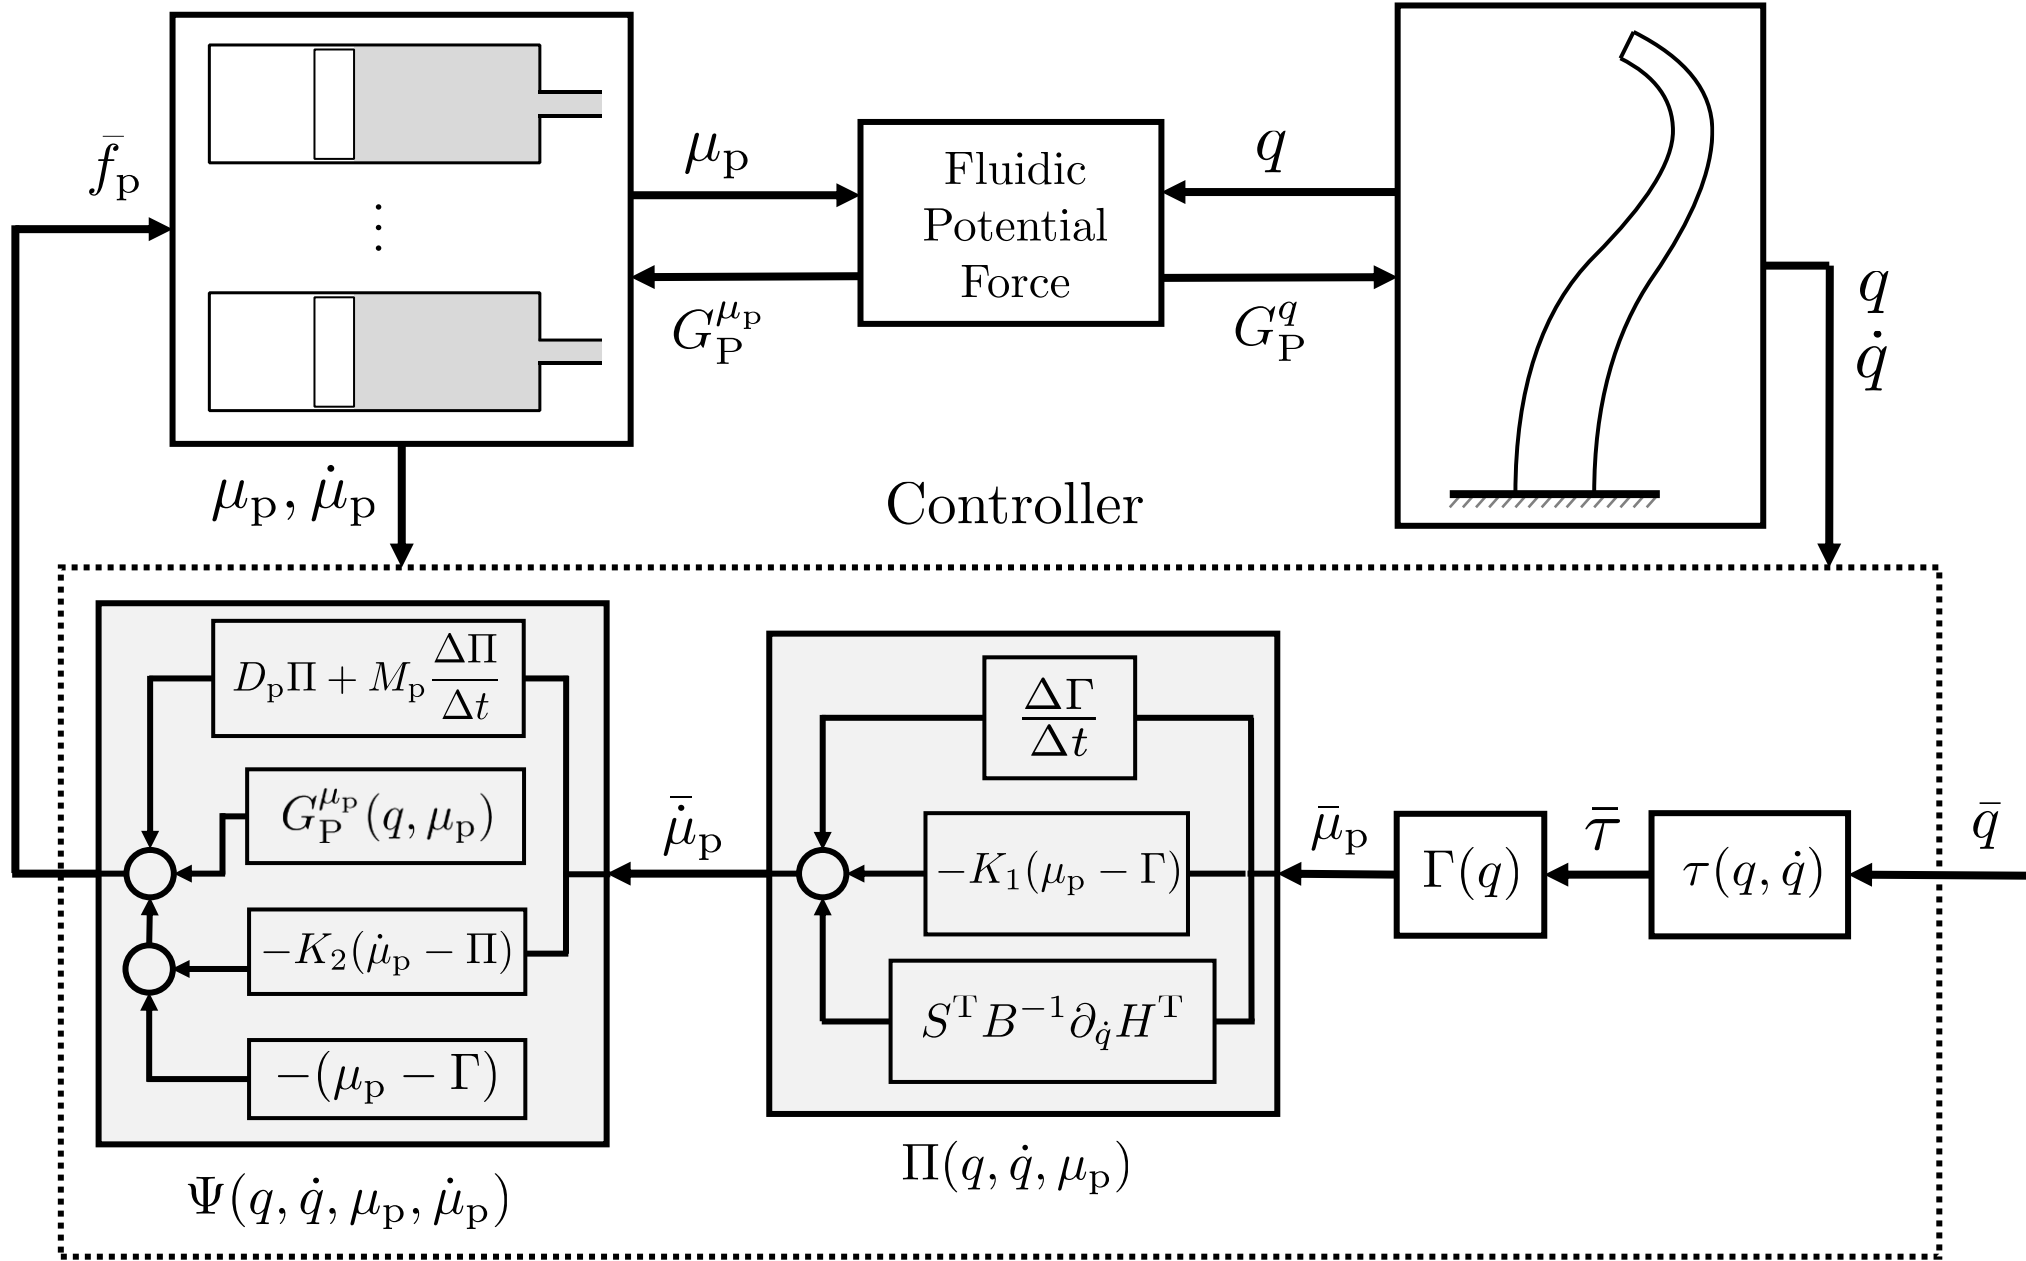 f̄_p
⋮
μ_p
G_P^{μ_p}
Fluidic
Potential
Force
q
G_P^q
q
q̇
μ_p, μ̇_p
Controller
D_pΠ + M_p ΔΠ/Δt
G_P^{μ_p}(q, μ_p)
−K_2(μ̇_p − Π)
−(μ_p − Γ)
Ψ(q, q̇, μ_p, μ̇_p)
μ̇̄_p
ΔΓ/Δt
−K_1(μ_p − Γ)
S^T B^{−1} ∂_{q̇} H^T
Π(q, q̇, μ_p)
μ̄_p
Γ(q)
τ̄
τ(q, q̇)
q̄